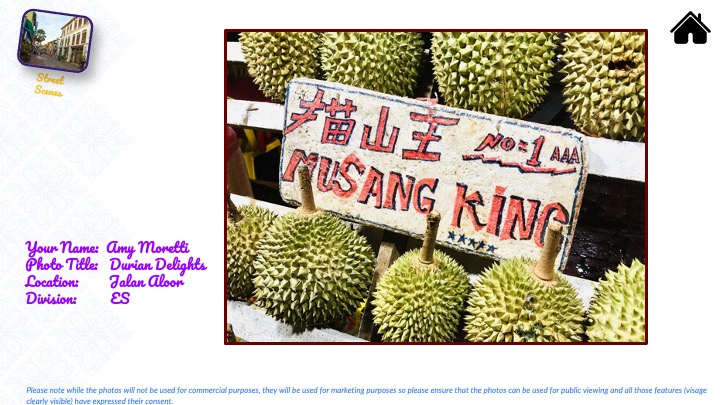 Street
Scenes
猫山王 No=1 AAA
MUSANG KING
Your Name: Amy Moretti
Photo Title: Durian Delights
Location: Jalan Aloor
Division: ES
Please note while the photos will not be used for commercial purposes, they will be used for marketing purposes so please ensure that the photos can be used for public viewing and all those features (visage
clearly visible) have expressed their consent.